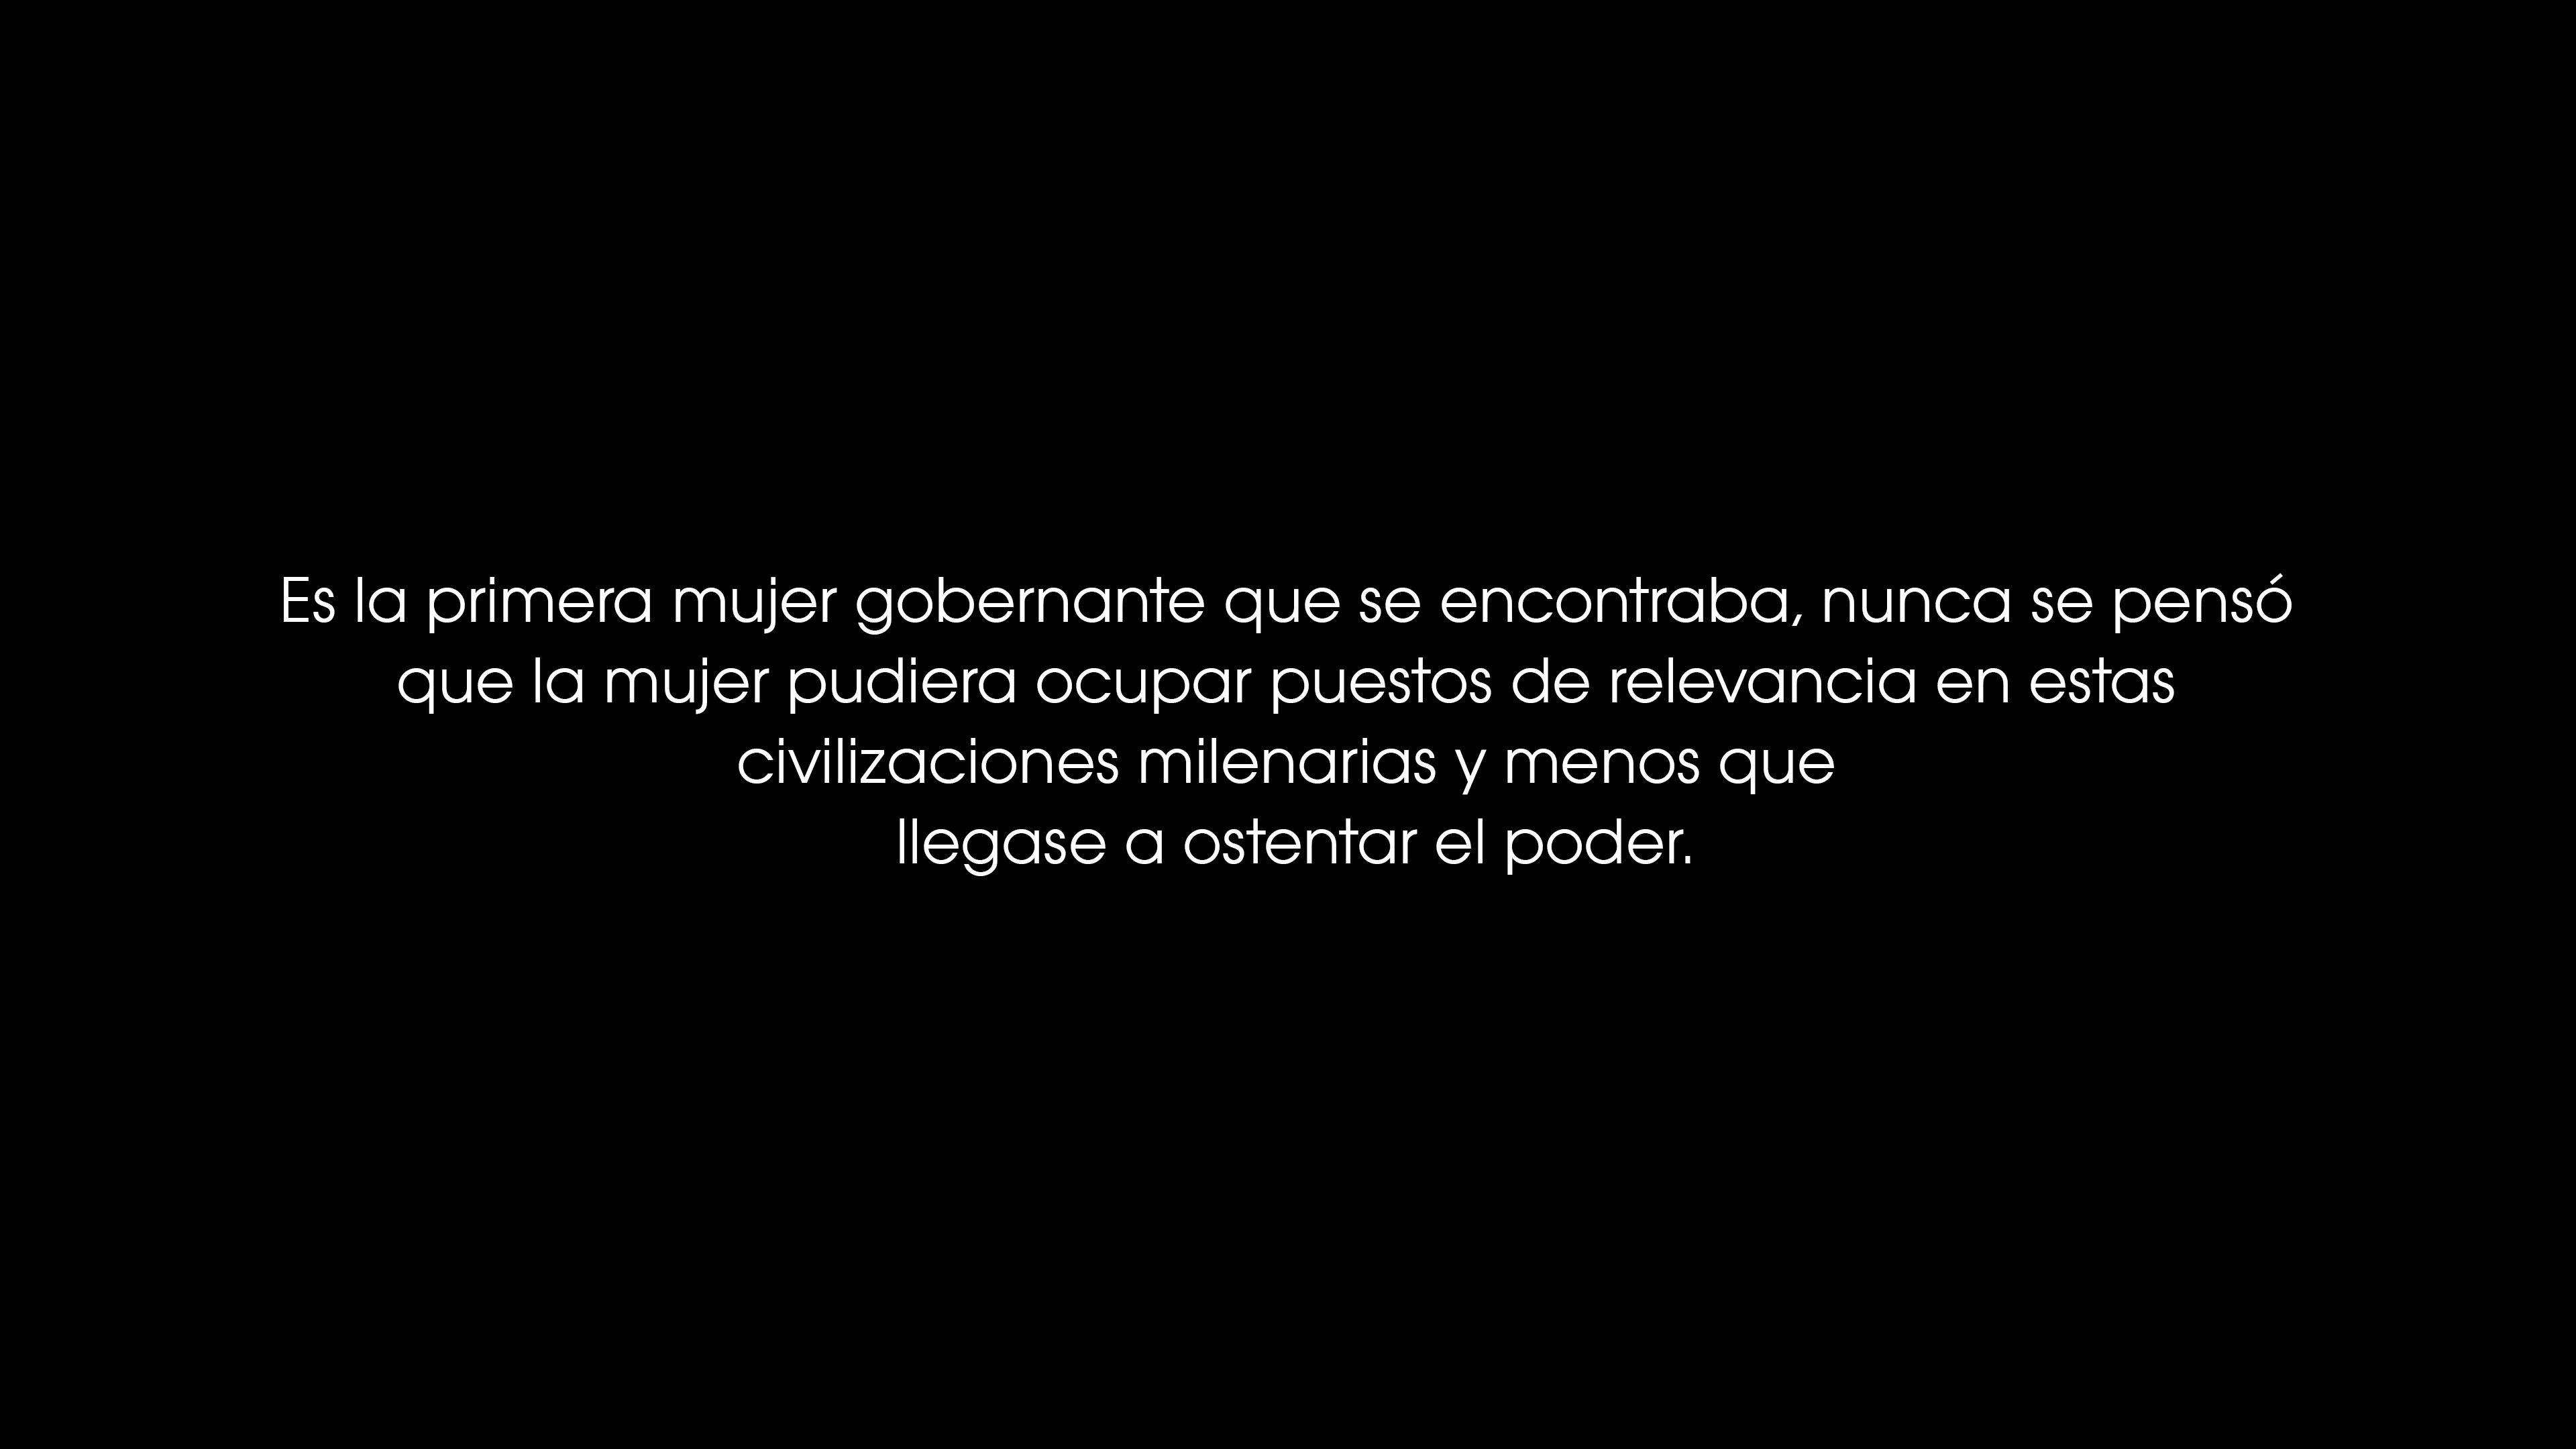 Es la primera mujer gobernante que se encontraba, nunca se pensó
que la mujer pudiera ocupar puestos de relevancia en estas
civilizaciones milenarias y menos que
llegase a ostentar el poder.